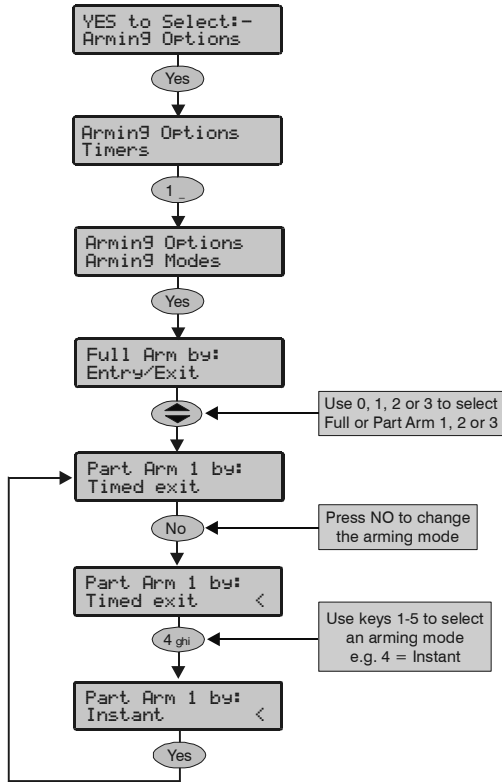 YES to Select:-
Arming Options
Yes
Arming Options
Timers
1 _
Arming Options
Arming Modes
Yes
Full Arm by:
Entry/Exit
Use 0, 1, 2 or 3 to select
Full or Part Arm 1, 2 or 3
Part Arm 1 by:
Timed exit
No
Press NO to change
the arming mode
Part Arm 1 by:
Timed exit <
4 ghi
Use keys 1-5 to select
an arming mode
e.g. 4 = Instant
Part Arm 1 by:
Instant <
Yes